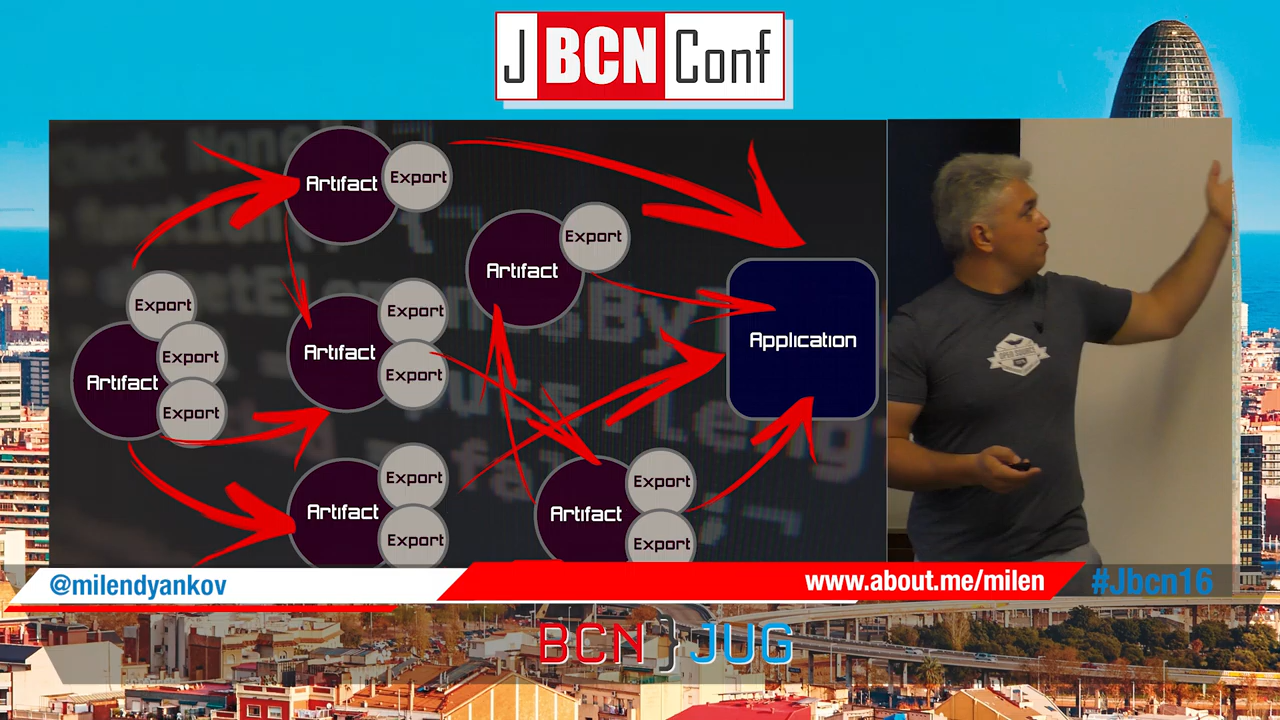 JBCNConf
Artifact
Export
Artifact
Export
Export
Export
Export
Artifact
Export
Artifact
Export
Export
Application
Artifact
Export
Export
Artifact
Export
Export
@milendyankov
www.about.me/milen
#Jbcn16
BCN}JUG